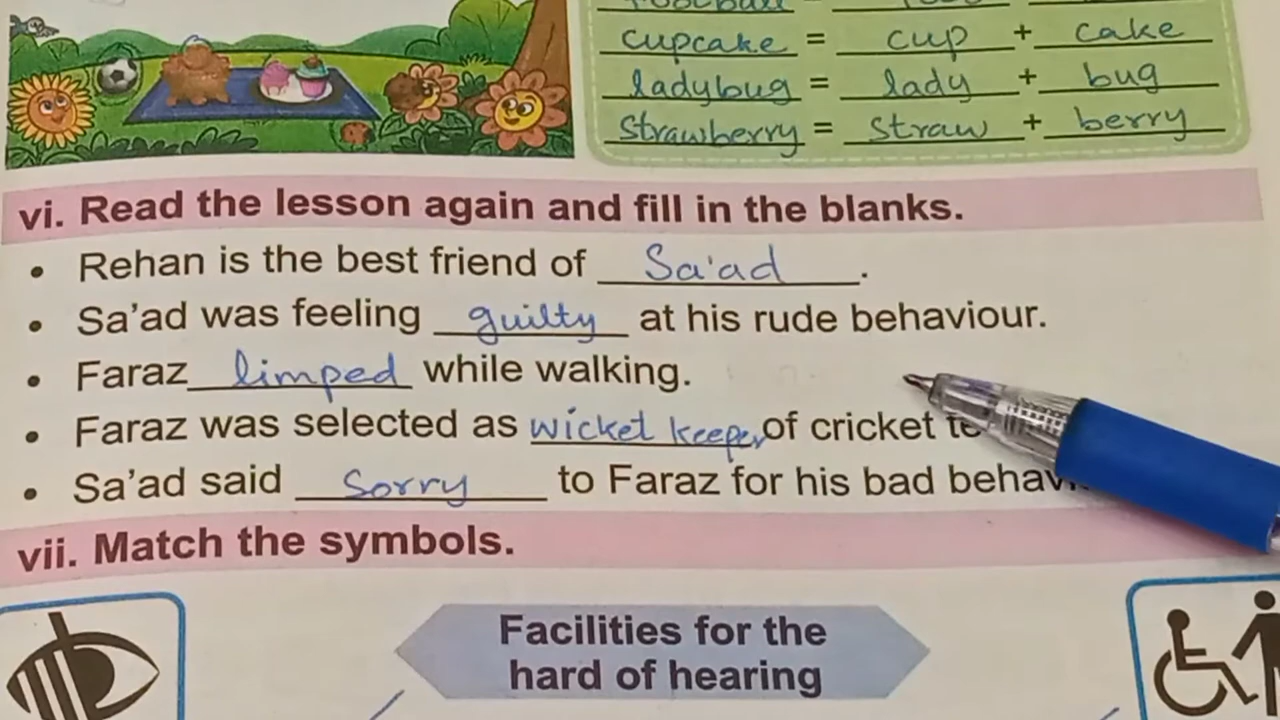 cupcake = cup + cake
ladybug = lady + bug
strawberry = straw + berry
vi. Read the lesson again and fill in the blanks.
• Rehan is the best friend of Sa'ad.
• Sa'ad was feeling guilty at his rude behaviour.
• Faraz limped while walking.
• Faraz was selected as wicket keeper of cricket
• Sa'ad said Sorry to Faraz for his bad
vii. Match the symbols.
Facilities for the
hard of hearing